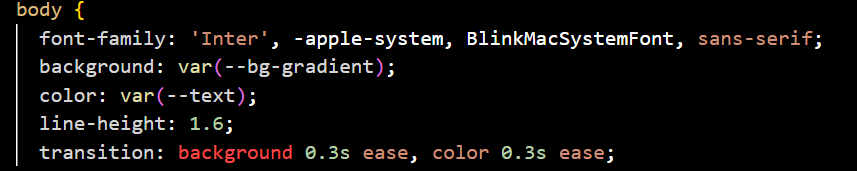 body {
font-family: 'Inter', -apple-system, BlinkMacSystemFont, sans-serif;
background: var(--bg-gradient);
color: var(--text);
line-height: 1.6;
transition: background 0.3s ease, color 0.3s ease;